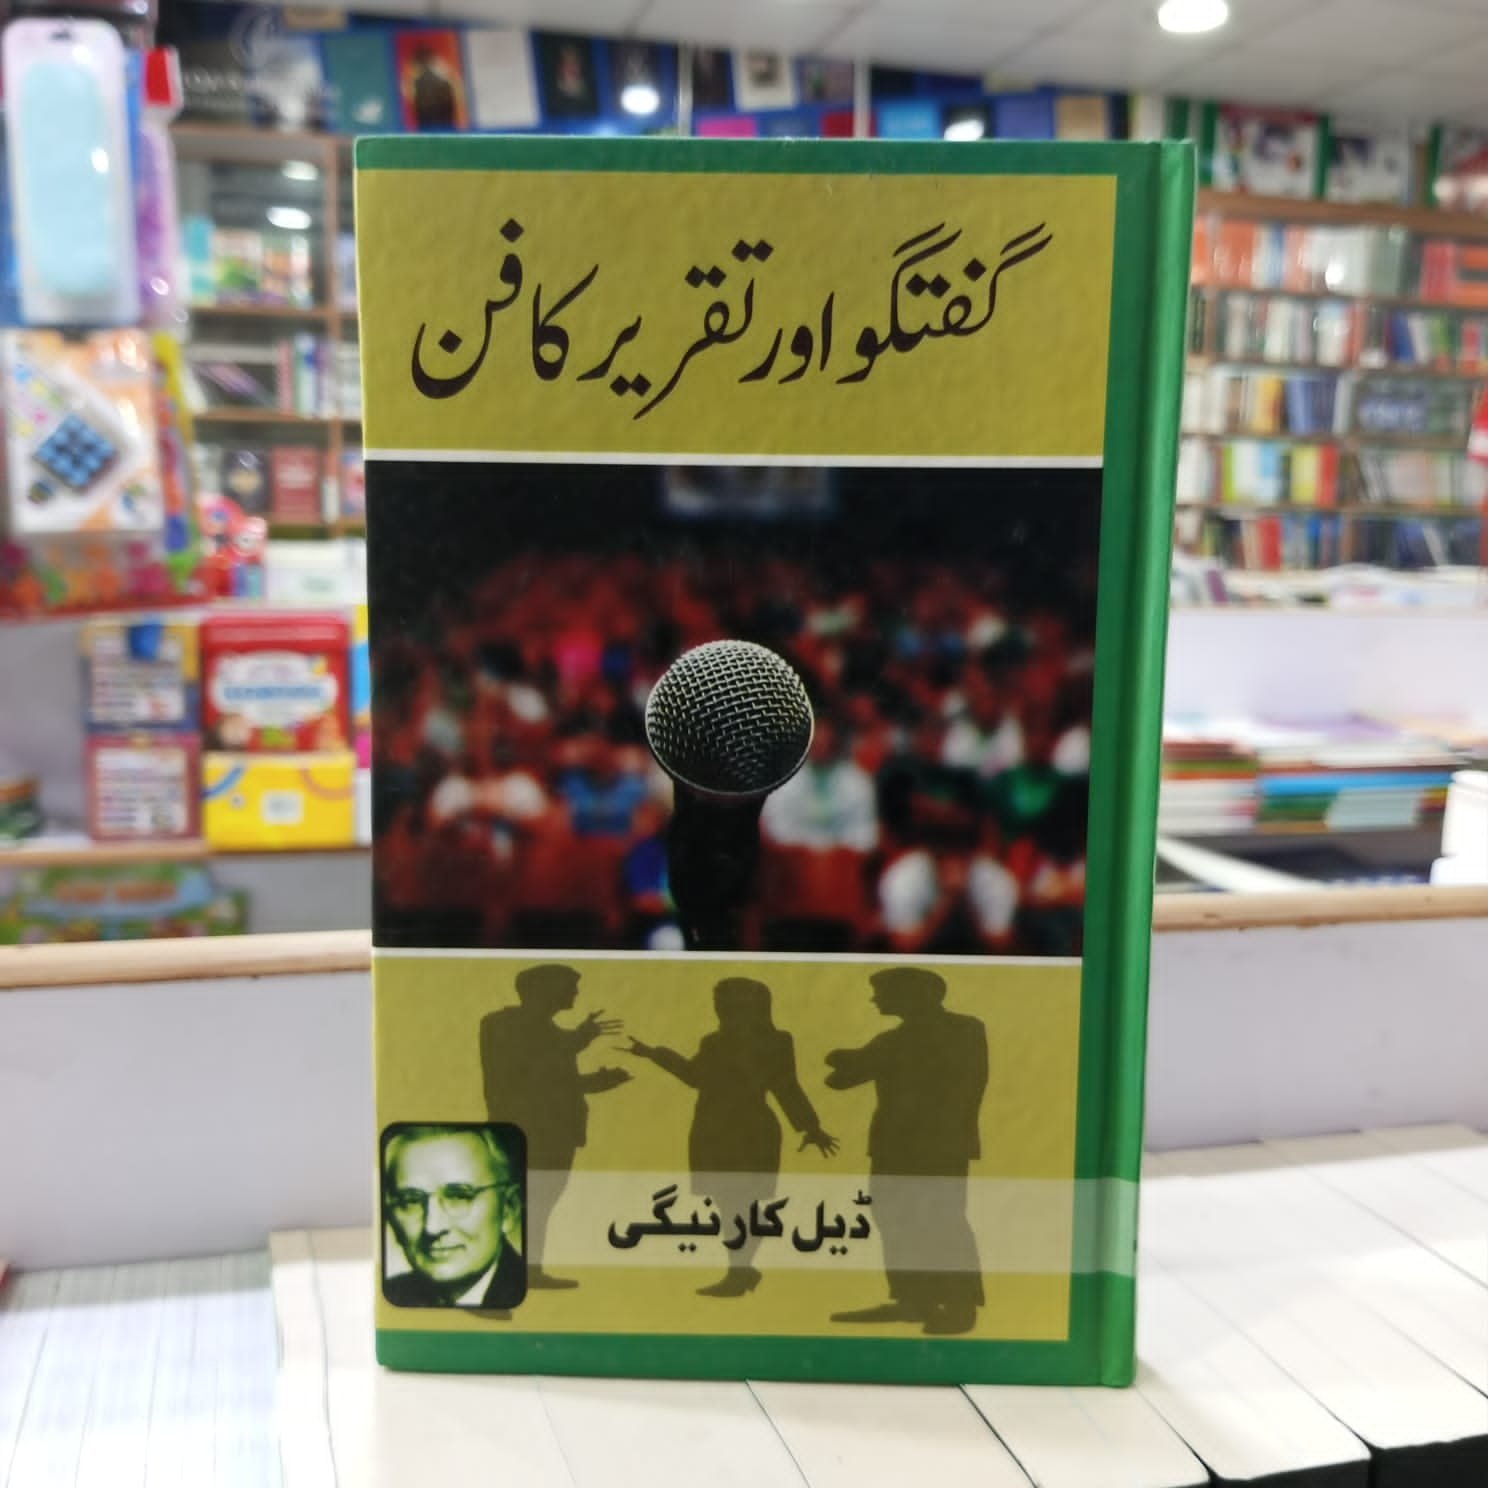 گفتگو اور تقریر کا فن
ڈیل کارنیگی